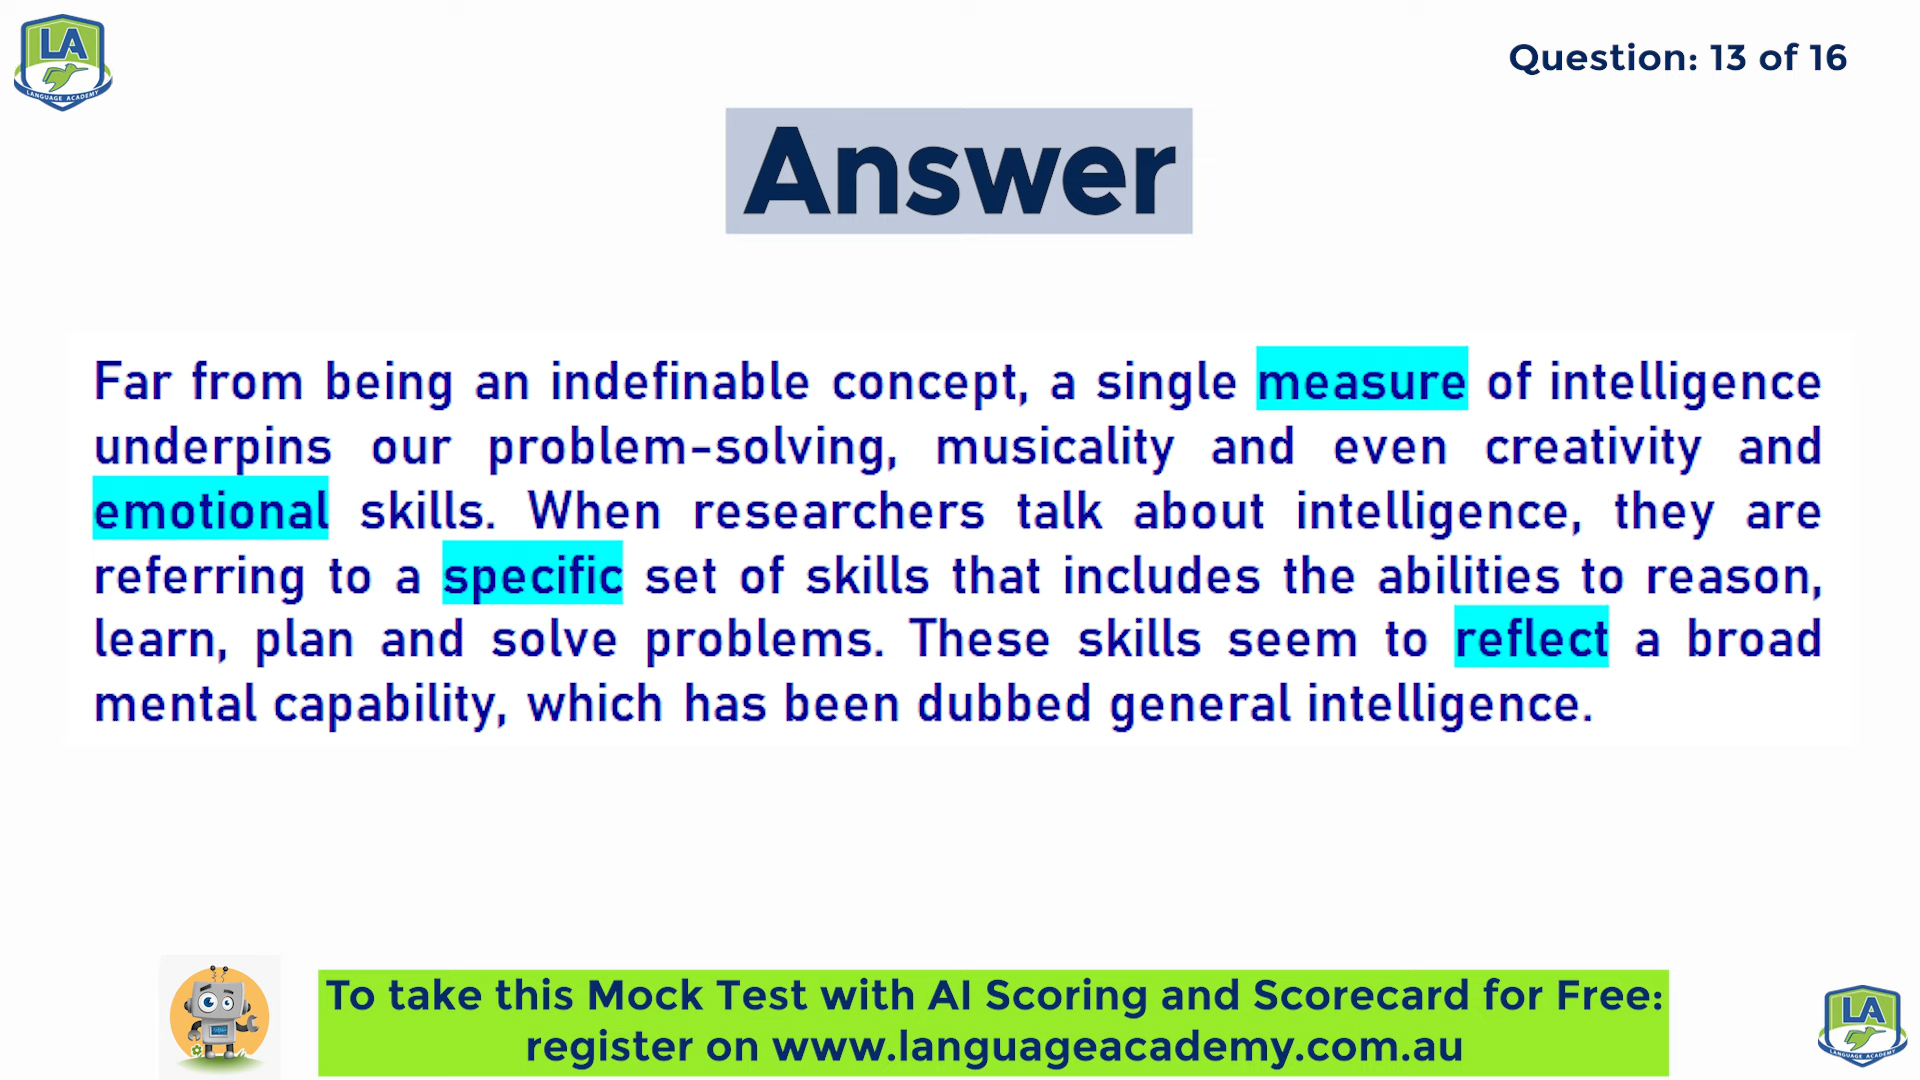 LA
LANGUAGE ACADEMY
Question: 13 of 16
Answer
Far from being an indefinable concept, a single measure of intelligence
underpins our problem-solving, musicality and even creativity and
emotional skills. When researchers talk about intelligence, they are
referring to a specific set of skills that includes the abilities to reason,
learn, plan and solve problems. These skills seem to reflect a broad
mental capability, which has been dubbed general intelligence.
To take this Mock Test with AI Scoring and Scorecard for Free:
register on www.languageacademy.com.au
LA
LANGUAGE ACADEMY